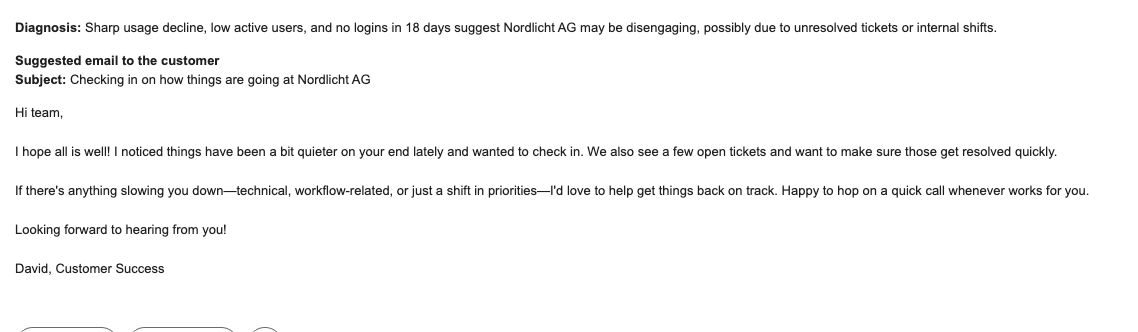 Diagnosis: Sharp usage decline, low active users, and no logins in 18 days suggest Nordlicht AG may be disengaging, possibly due to unresolved tickets or internal shifts.
Suggested email to the customer
Subject: Checking in on how things are going at Nordlicht AG
Hi team,
I hope all is well! I noticed things have been a bit quieter on your end lately and wanted to check in. We also see a few open tickets and want to make sure those get resolved quickly.
If there's anything slowing you down—technical, workflow-related, or just a shift in priorities—I'd love to help get things back on track. Happy to hop on a quick call whenever works for you.
Looking forward to hearing from you!
David, Customer Success